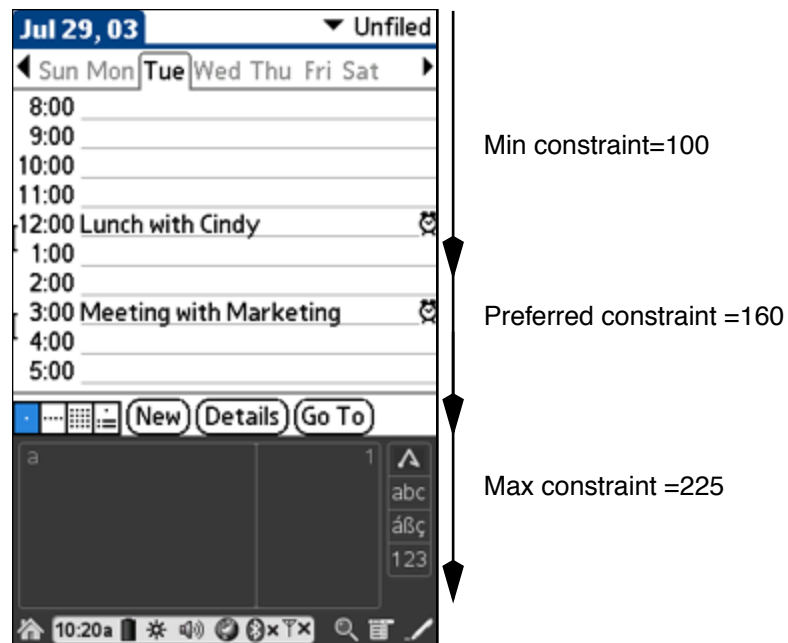 Jul 29, 03 Unfiled
Sun Mon Tue Wed Thu Fri Sat
8:00
9:00
10:00
11:00
12:00 Lunch with Cindy
1:00
2:00
3:00 Meeting with Marketing
4:00
5:00
New Details Go To
a 1
abc
áßç
123
10:20a
Min constraint=100
Preferred constraint =160
Max constraint =225